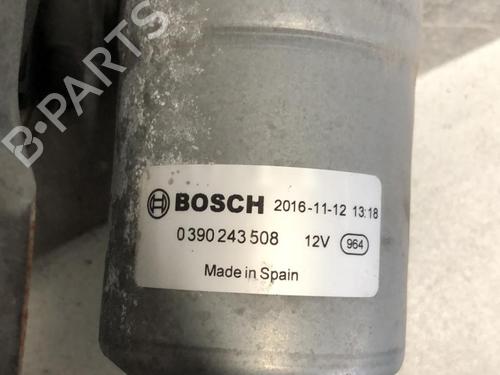 B-PARTS
BOSCH 2016-11-12 13:18
0 390 243 508 12V 964
Made in Spain